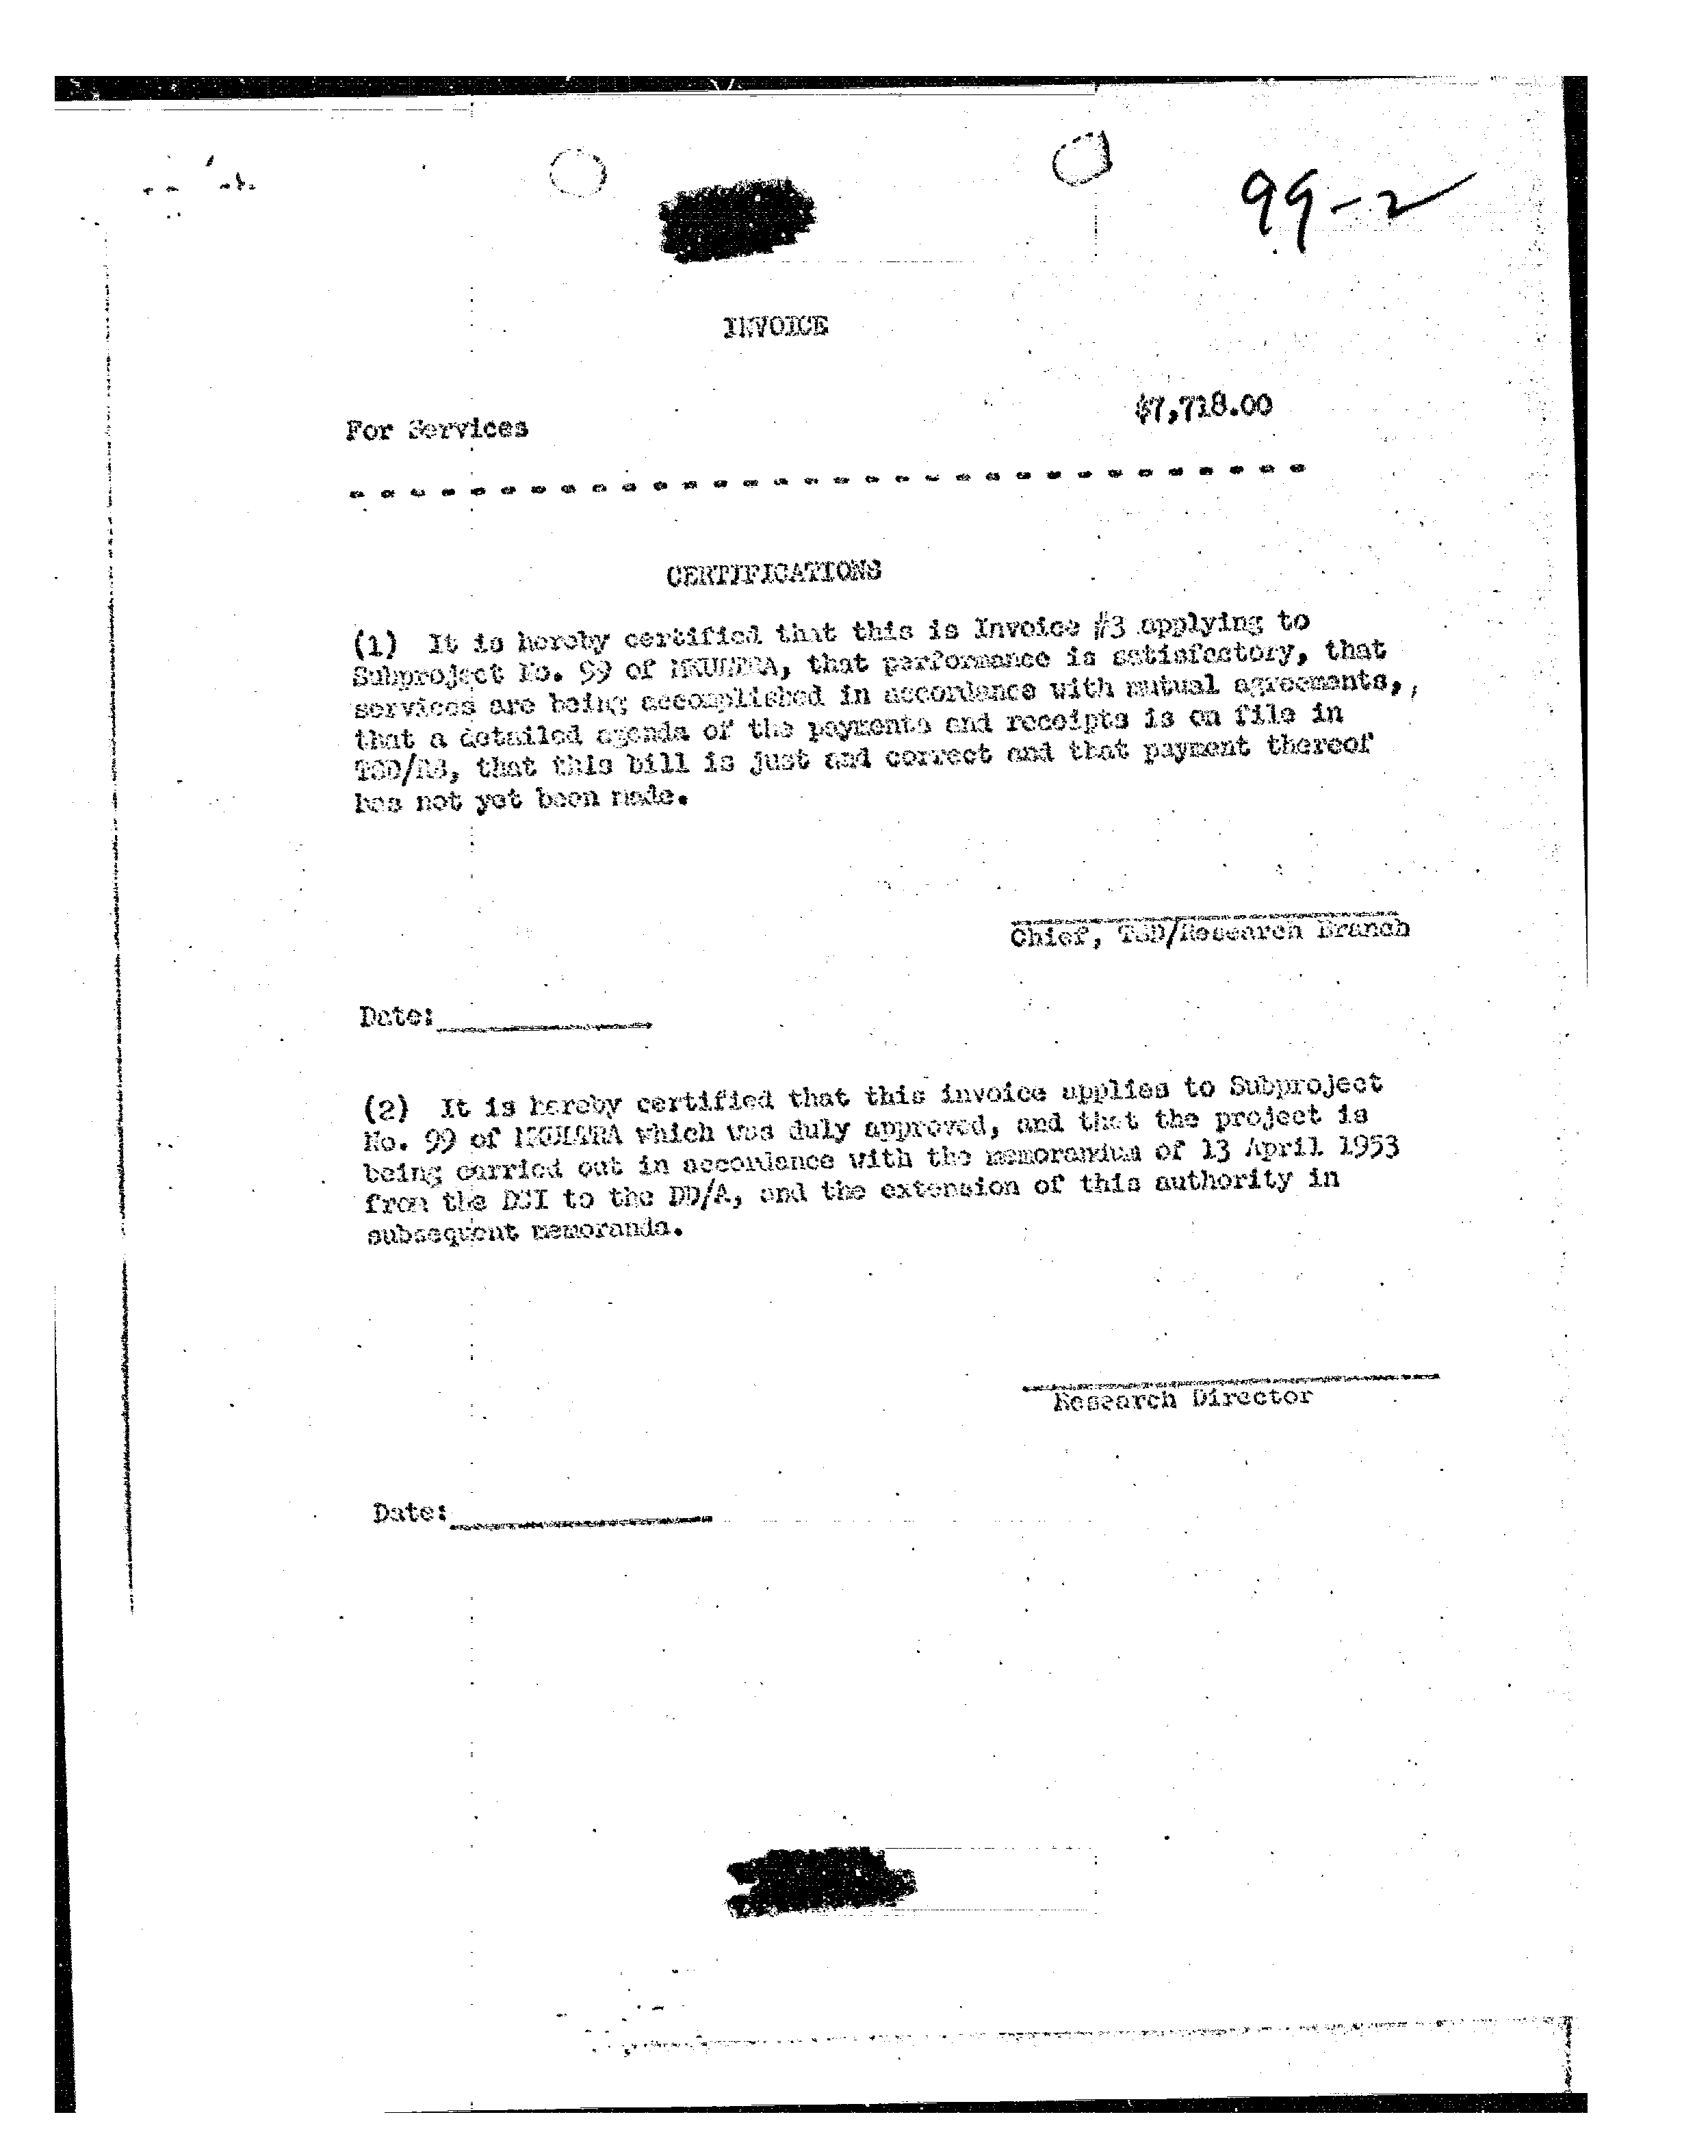 99-2
INVOICE
$7,718.00
For Services
- - - - - - - - - - - - - - - - - - - - - - - - - - - - - - - -
CERTIFICATIONS
(1) It is hereby certified that this is Invoice #3 applying to
Subproject No. 99 of MKULTRA, that performance is satisfactory, that
services are being accomplished in accordance with mutual agreements,
that a detailed agenda of the payments and receipts is on file in
TSD/RB, that this bill is just and correct and that payment thereof
has not yet been made.
Chief, TSD/Research Branch
Date:
(2) It is hereby certified that this invoice applies to Subproject
No. 99 of MKULTRA which was duly approved, and that the project is
being carried out in accordance with the memorandum of 13 April 1953
from the DCI to the DD/A, and the extension of this authority in
subsequent memoranda.
Research Director
Date: